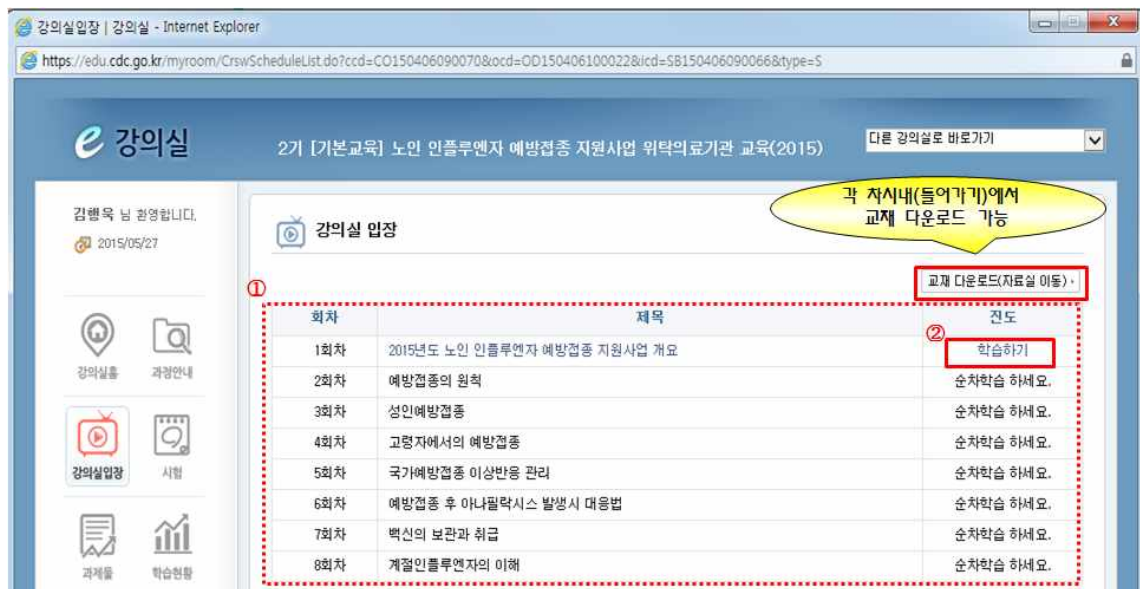 강의실입장 | 강의실 - Internet Explorer
https://edu.cdc.go.kr/myroom/CrswScheduleList.do?ccd=CO150406090070&ocd=OD150406100022&icd=SB150406090066&type=S
e 강의실
2기 [기본교육] 노인 인플루엔자 예방접종 지원사업 위탁의료기관 교육(2015)
다른 강의실로 바로가기
김행욱 님 환영합니다.
2015/05/27
강의실 입장
각 차시내(들어가기)에서
교재 다운로드 가능
교재 다운로드(자료실 이동)
①
회차 제목 진도
②
1회차 2015년도 노인 인플루엔자 예방접종 지원사업 개요 학습하기
2회차 예방접종의 원칙 순차학습 하세요.
3회차 성인예방접종 순차학습 하세요.
4회차 고령자에서의 예방접종 순차학습 하세요.
5회차 국가예방접종 이상반응 관리 순차학습 하세요.
6회차 예방접종 후 아나필락시스 발생시 대응법 순차학습 하세요.
7회차 백신의 보관과 취급 순차학습 하세요.
8회차 계절인플루엔자의 이해 순차학습 하세요.
강의실홈 과정안내
강의실입장 시험
과제물 학습현황